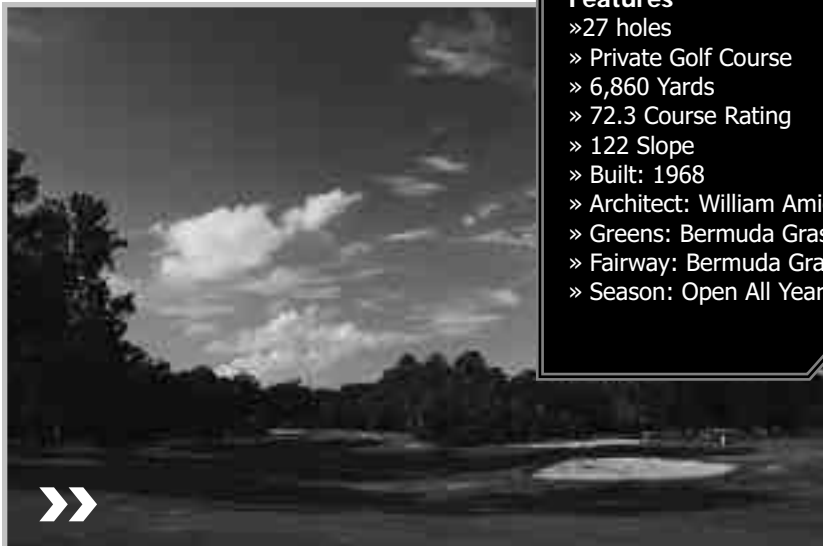 Features
»27 holes
» Private Golf Course
» 6,860 Yards
» 72.3 Course Rating
» 122 Slope
» Built: 1968
» Architect: William
» Greens: Bermuda
» Fairway: Bermuda
» Season: Open All Year